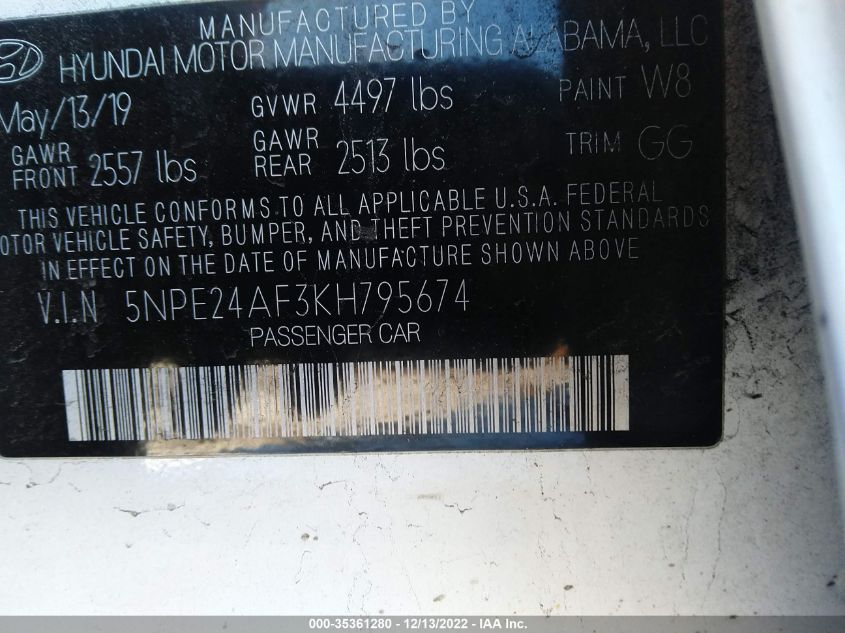 MANUFACTURED BY
HYUNDAI MOTOR MANUFACTURING ALABAMA, LLC
May/13/19 GVWR 4497 lbs PAINT W8
GAWR FRONT 2557 lbs GAWR REAR 2513 lbs TRIM GG
THIS VEHICLE CONFORMS TO ALL APPLICABLE U.S.A. FEDERAL
OTOR VEHICLE SAFETY, BUMPER, AND THEFT PREVENTION STANDARDS
IN EFFECT ON THE DATE OF MANUFACTURE SHOWN ABOVE
V.I.N 5NPE24AF3KH795674
PASSENGER CAR
000-35361280 - 12/13/2022 - IAA Inc.